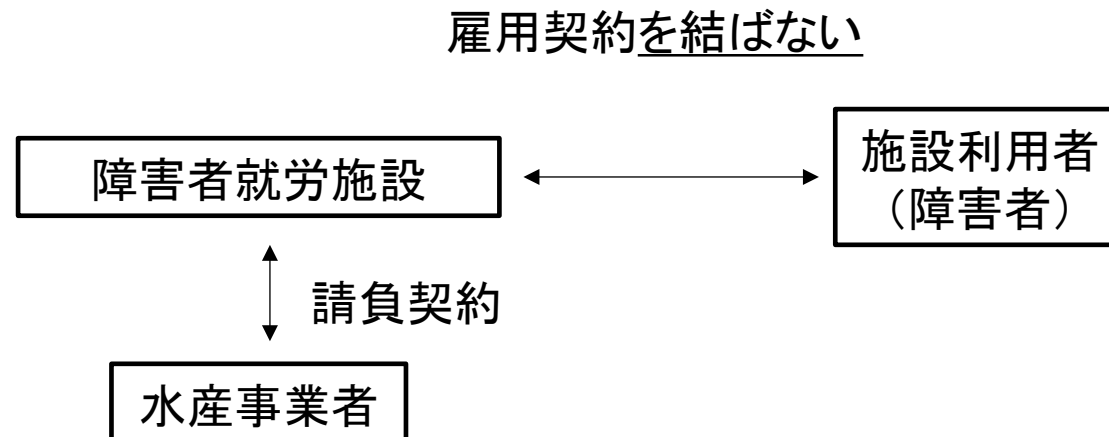 雇用契約を結ばない
障害者就労施設
施設利用者
（障害者）
請負契約
水産事業者